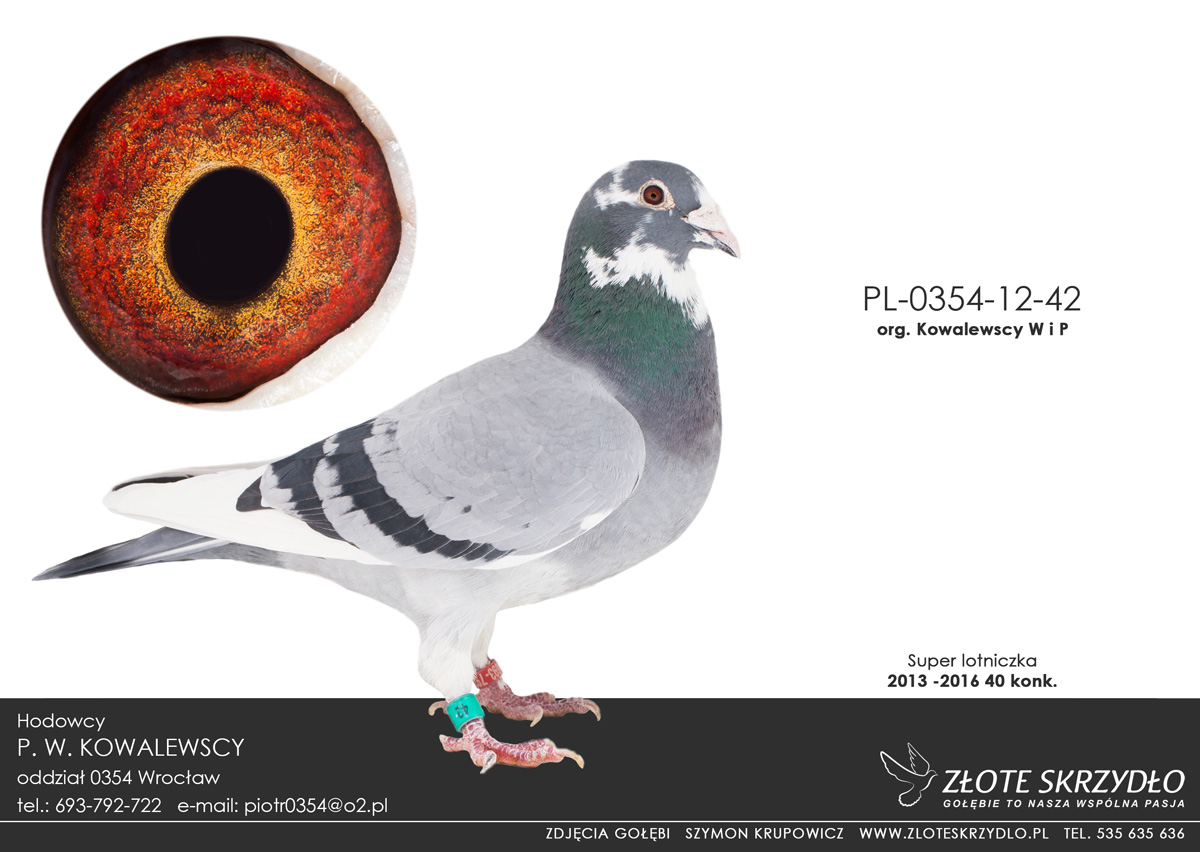 PL-0354-12-42
org. Kowalewscy W i P
Super lotniczka
2013 -2016 40 konk.
Hodowcy
P. W. KOWALEWSCY
oddział 0354 Wrocław
tel.: 693-792-722 e-mail: piotr0354@o2.pl
42
ZŁOTE SKRZYDŁO
GOŁĘBIE TO NASZA WSPÓLNA PASJA
ZDJĘCIA GOŁĘBI SZYMON KRUPOWICZ WWW.ZLOTESKRZYDLO.PL TEL. 535 635 636